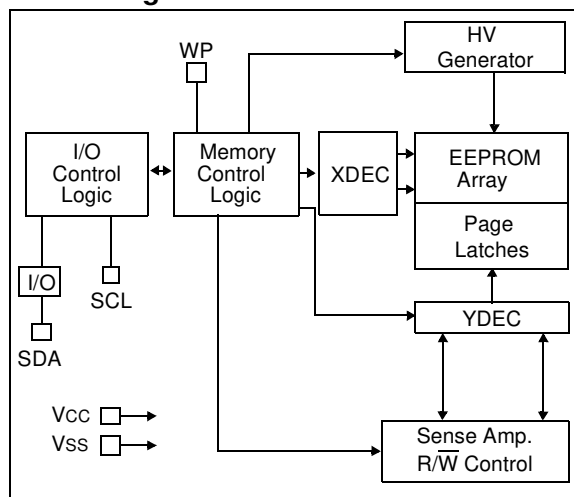 WP
HV
Generator
I/O
Control
Logic
Memory
Control
Logic
XDEC
EEPROM
Array
Page
Latches
I/O
SCL
SDA
YDEC
VCC
VSS
Sense Amp.
R/W̅ Control